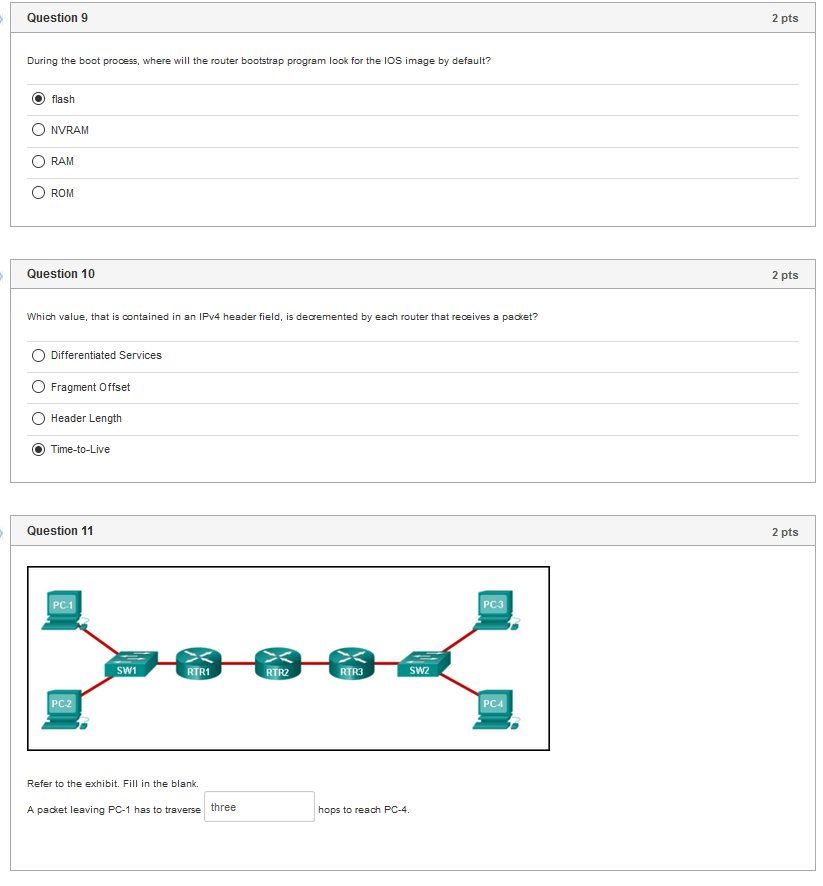 Question 9
2 pts
During the boot process, where will the router bootstrap program look for the IOS image by default?
flash
NVRAM
RAM
ROM
Question 10
2 pts
Which value, that is contained in an IPv4 header field, is decremented by each router that receives a packet?
Differentiated Services
Fragment Offset
Header Length
Time-to-Live
Question 11
2 pts
PC-1
PC-3
SW1
RTR1
RTR2
RTR3
SW2
PC-2
PC-4
Refer to the exhibit. Fill in the blank.
A packet leaving PC-1 has to traverse three hops to reach PC-4.